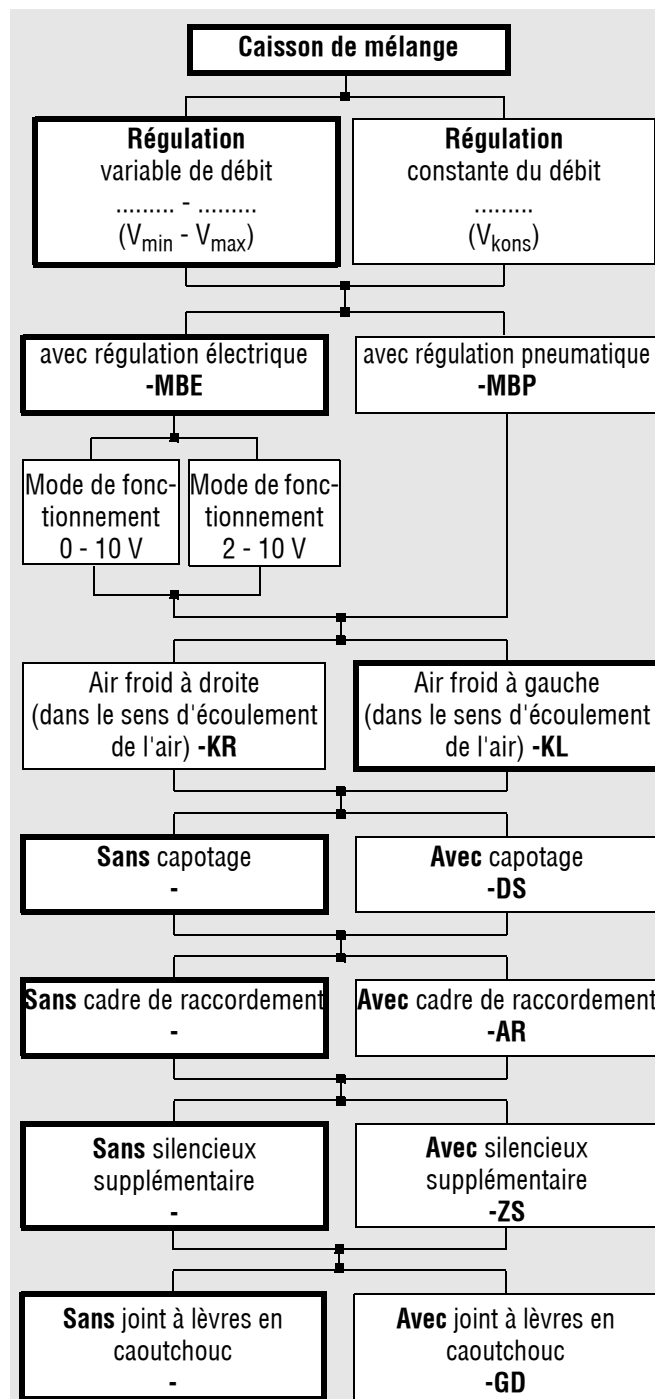 Caisson de mélange
Régulation
variable de débit
......... - .........
(Vmin - Vmax)
Régulation
constante du débit
.........
(Vkons)
avec régulation électrique
-MBE
avec régulation pneumatique
-MBP
Mode de fonc-
tionnement
0 - 10 V
Mode de fonc-
tionnement
2 - 10 V
Air froid à droite
(dans le sens d'écoulement
de l'air) -KR
Air froid à gauche
(dans le sens d'écoulement
de l'air) -KL
Sans capotage
-
Avec capotage
-DS
Sans cadre de raccordement
-
Avec cadre de raccordement
-AR
Sans silencieux
supplémentaire
-
Avec silencieux
supplémentaire
-ZS
Sans joint à lèvres en
caoutchouc
-
Avec joint à lèvres en
caoutchouc
-GD